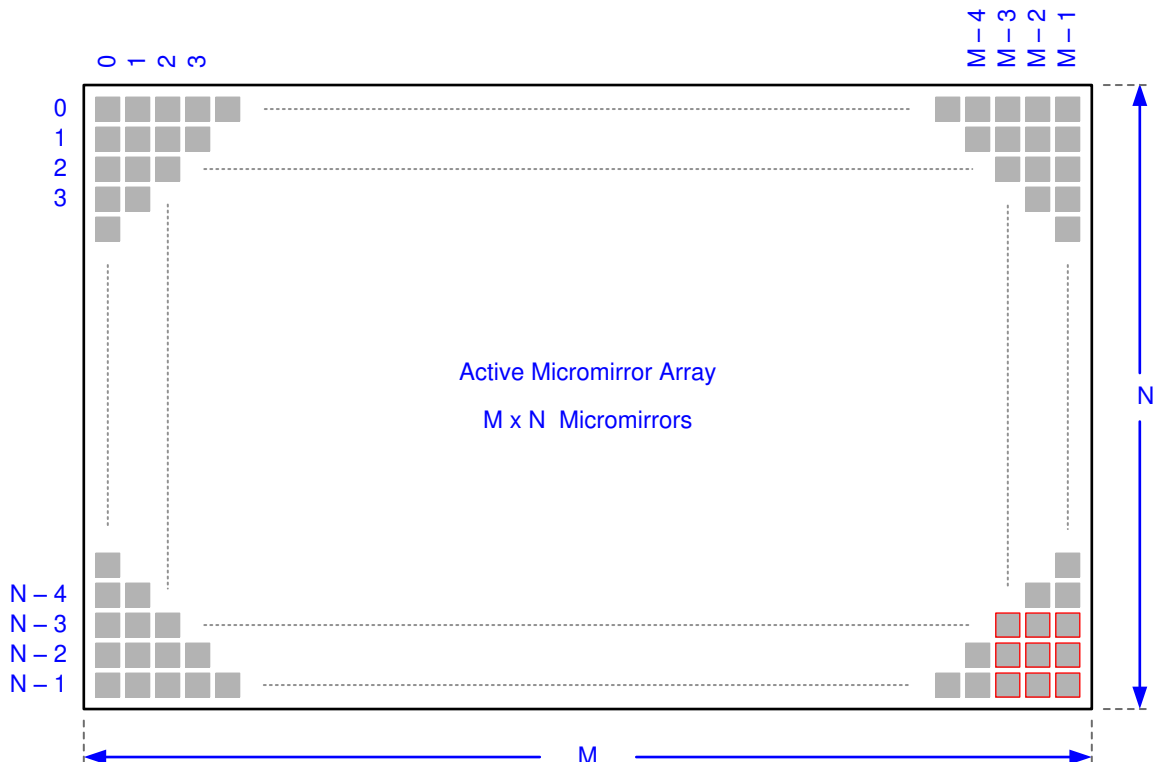 0
1
2
3
M – 4
M – 3
M – 2
M – 1
0
1
2
3
Active Micromirror Array
M x N Micromirrors
N
N – 4
N – 3
N – 2
N – 1
M